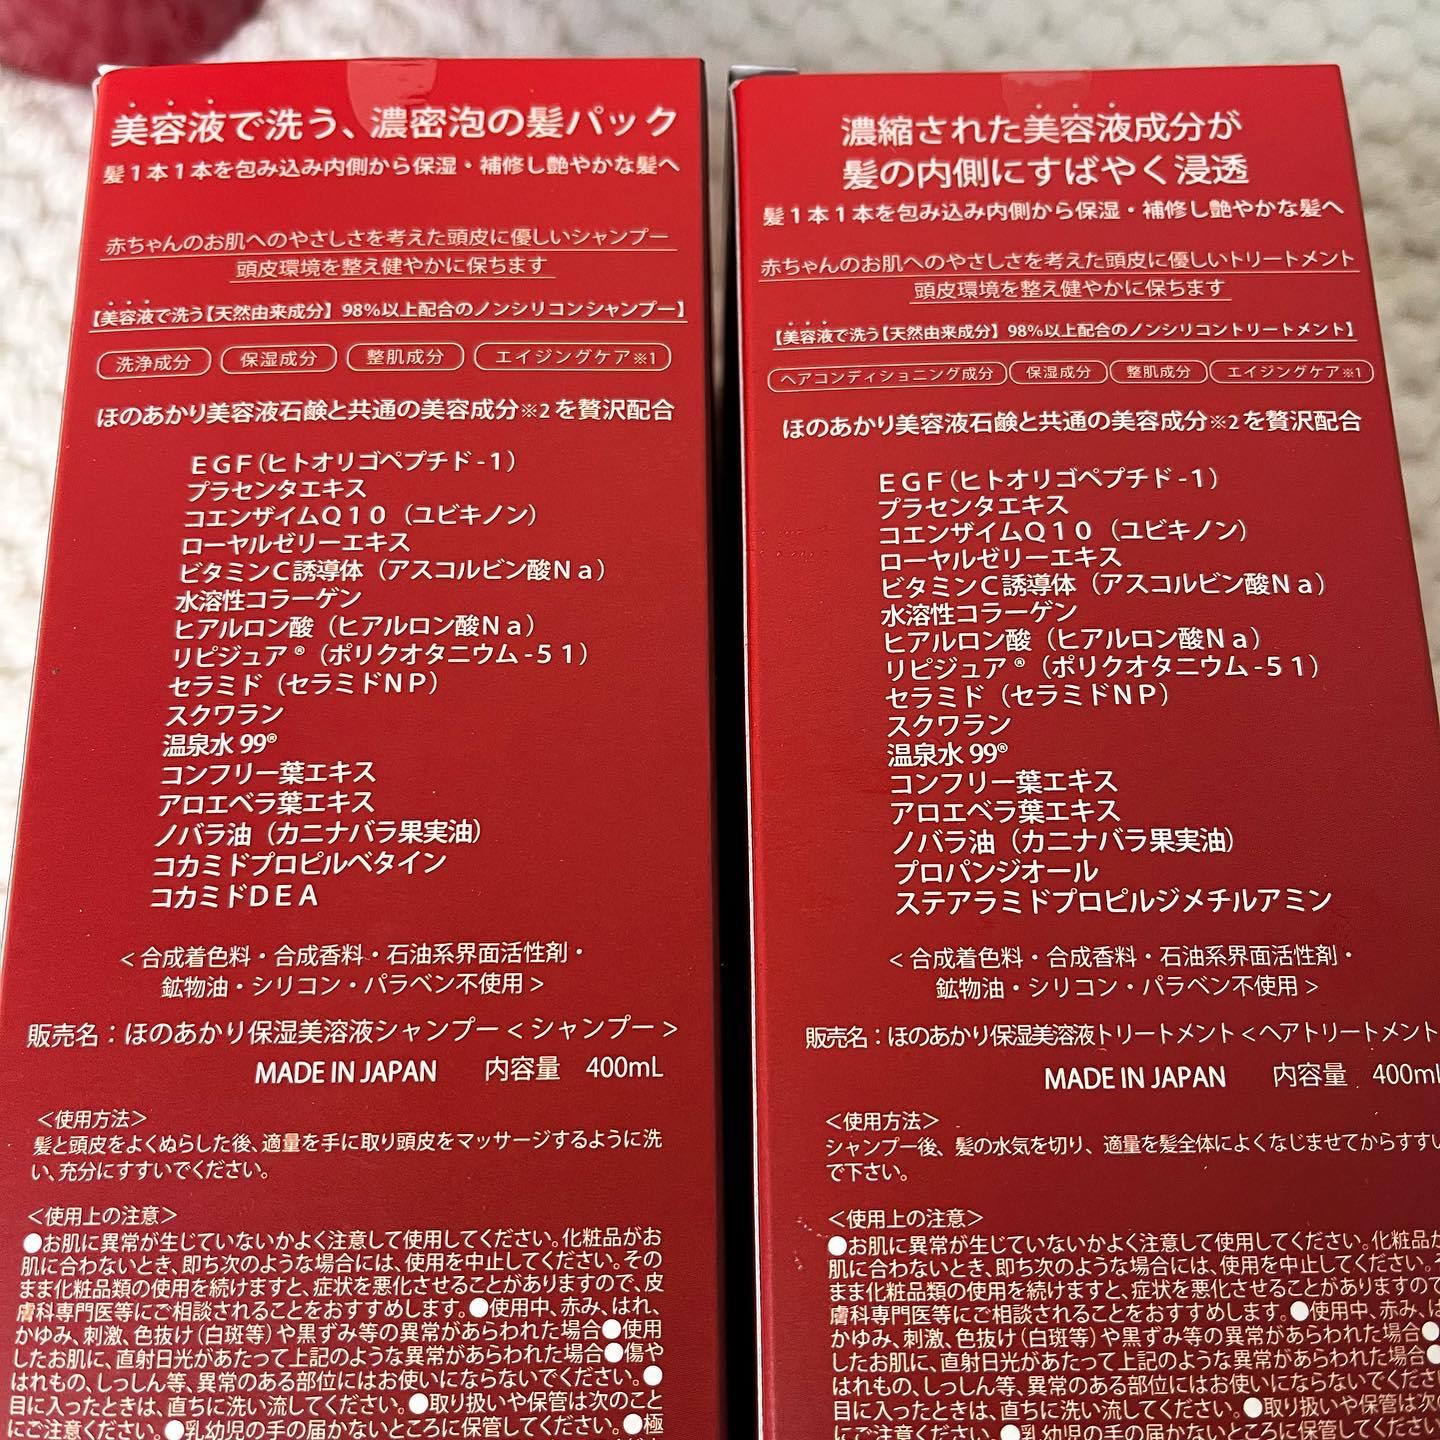 美容液で洗う、濃密泡の髪パック
髪1本1本を包み込み内側から保湿・補修し艶やかな髪へ
赤ちゃんのお肌へのやさしさを考えた頭皮に優しいシャンプー
頭皮環境を整え健やかに保ちます
【美容液で洗う【天然由来成分】98%以上配合のノンシリコンシャンプー】
洗浄成分 保湿成分 整肌成分 エイジングケア※1
ほのあかり美容液石鹸と共通の美容成分※2を贅沢配合
EGF(ヒトオリゴペプチド-1)
プラセンタエキス
コエンザイムQ10(ユビキノン)
ローヤルゼリーエキス
ビタミンC誘導体(アスコルビン酸Na)
水溶性コラーゲン
ヒアルロン酸(ヒアルロン酸Na)
リピジュア®(ポリクオタニウム-51)
セラミド(セラミドNP)
スクワラン
温泉水99®
コンフリー葉エキス
アロエベラ葉エキス
ノバラ油(カニナバラ果実油)
コカミドプロピルベタイン
コカミドDEA
<合成着色料・合成香料・石油系界面活性剤・
鉱物油・シリコン・パラベン不使用>
販売名:ほのあかり保湿美溶液シャンプー<シャンプー>
MADE IN JAPAN 内容量 400mL
<使用方法>
髪と頭皮をよくぬらした後、適量を手に取り頭皮をマッサージするように洗
い、充分にすすいでください。
<使用上の注意>
●お肌に異常が生じていないかよく注意して使用してください。化粧品がお
肌に合わないとき、即ち次のような場合には、使用を中止してください。その
まま化粧品類の使用を続けますと、症状を悪化させることがありますので、皮
膚科専門医等にご相談されることをおすすめします。●使用中、赤み、はれ、
かゆみ、刺激、色抜け(白斑等)や黒ずみ等の異常があらわれた場合●使用
したお肌に、直射日光があたって上記のような異常があらわれた場合●傷や
はれもの、しっしん等、異常のある部位にはお使いにならないでください。●
目に入ったときは、直ちに洗い流してください。●取り扱いや保管は次のこと
にご注意ください。●乳幼児の手の届かないところに保管してください。●極
濃縮された美容液成分が
髪の内側にすばやく浸透
髪1本1本を包み込み内側から保湿・補修し艶やかな髪へ
赤ちゃんのお肌へのやさしさを考えた頭皮に優しいトリートメント
頭皮環境を整え健やかに保ちます
【美容液で洗う【天然由来成分】98%以上配合のノンシリコントリートメント】
ヘアコンディショニング成分 保湿成分 整肌成分 エイジングケア※1
ほのあかり美容液石鹸と共通の美容成分※2を贅沢配合
EGF(ヒトオリゴペプチド-1)
プラセンタエキス
コエンザイムQ10(ユビキノン)
ローヤルゼリーエキス
ビタミンC誘導体(アスコルビン酸Na)
水溶性コラーゲン
ヒアルロン酸(ヒアルロン酸Na)
リピジュア®(ポリクオタニウム-51)
セラミド(セラミドNP)
スクワラン
温泉水99®
コンフリー葉エキス
アロエベラ葉エキス
ノバラ油(カニナバラ果実油)
プロパンジオール
ステアラミドプロピルジメチルアミン
<合成着色料・合成香料・石油系界面活性剤・
鉱物油・シリコン・パラベン不使用>
販売名:ほのあかり保湿美溶液トリートメント<ヘアトリートメント
MADE IN JAPAN 内容量 400mL
<使用方法>
シャンプー後、髪の水気を切り、適量を髪全体によくなじませてからすすい
で下さい。
<使用上の注意>
●お肌に異常が生じていないかよく注意して使用してください。化粧品が
肌に合わないとき、即ち次のような場合には、使用を中止してください。そ
まま化粧品類の使用を続けますと、症状を悪化させることがありますので
膚科専門医等にご相談されることをおすすめします。●使用中、赤み、は
かゆみ、刺激、色抜け(白斑等)や黒ずみ等の異常があらわれた場合●
したお肌に、直射日光があたって上記のような異常があらわれた場合●
はれもの、しっしん等、異常のある部位にはお使いにならないでください
目に入ったときは、直ちに洗い流してください。●取り扱いや保管は次
にご注意ください。●乳幼児の手の届かないところに保管してください。